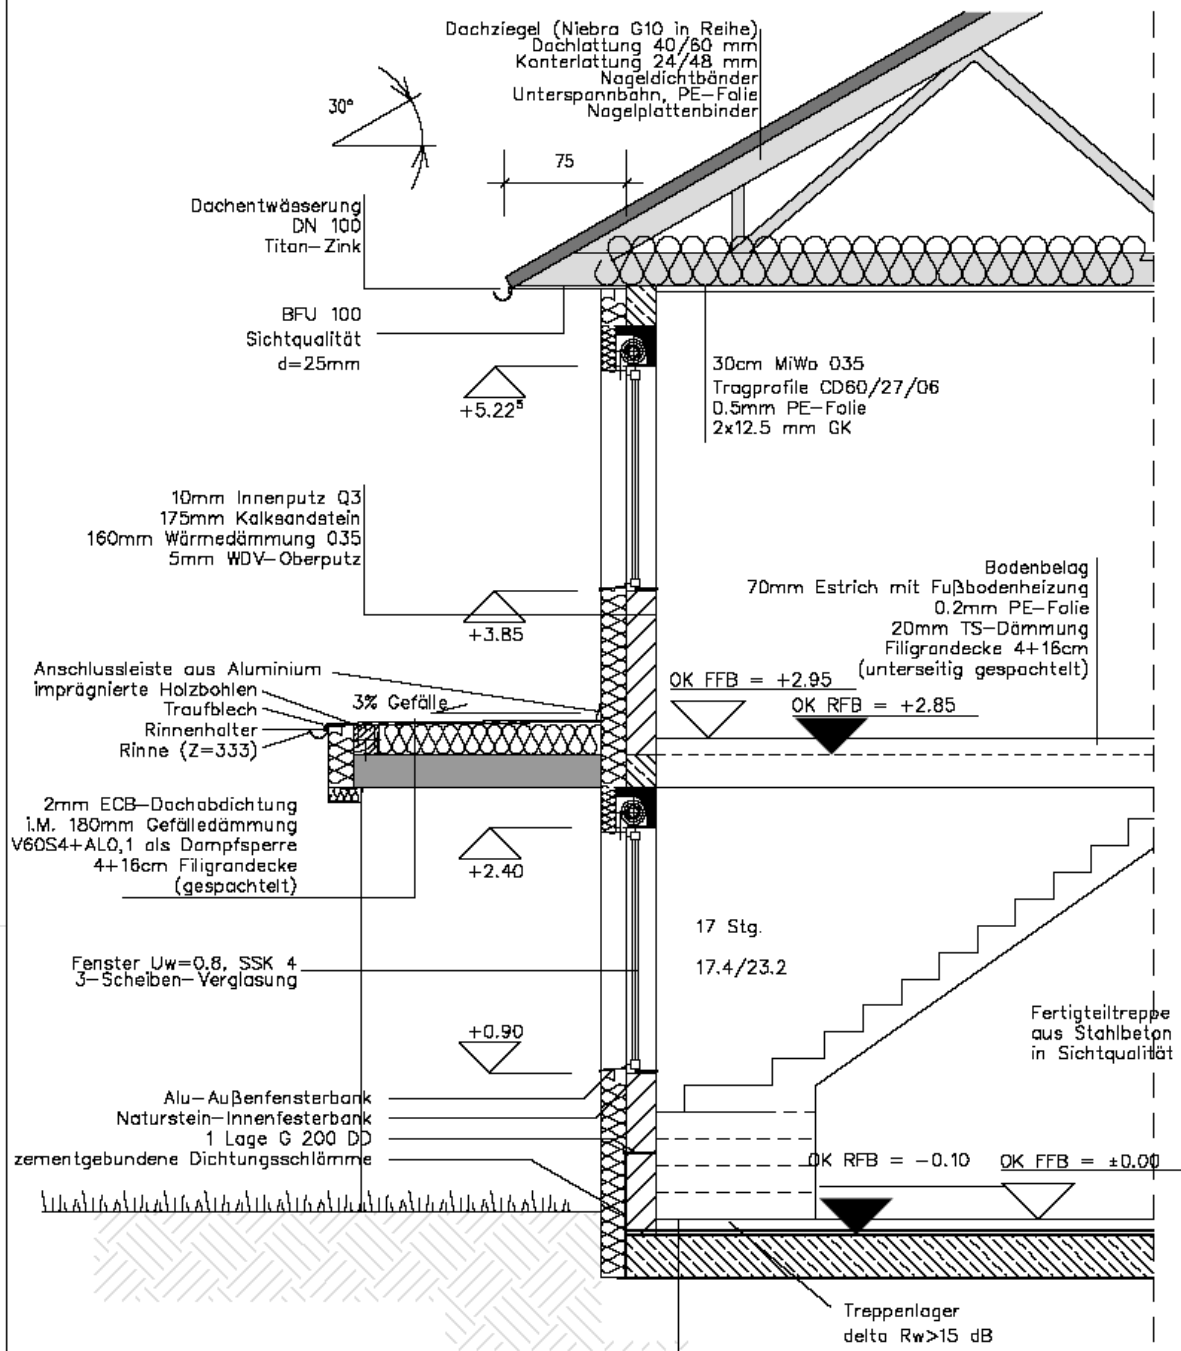 Dachziegel (Niebra G10 in Reihe)
Dachlattung 40/60 mm
Konterlattung 24/48 mm
Nageldichtbänder
Unterspannbahn, PE-Folie
Nagelplattenbinder
30°
75
Dachentwässerung
DN 100
Titan-Zink
BFU 100
Sichtqualität
d=25mm
+5.22⁵
30cm MiWo 035
Tragprofile CD60/27/06
0.5mm PE-Folie
2x12.5 mm GK
10mm Innenputz Q3
175mm Kalksandstein
160mm Wärmedämmung 035
5mm WDV-Oberputz
+3.85
Bodenbelag
70mm Estrich mit Fußbodenheizung
0.2mm PE-Folie
20mm TS-Dämmung
Filigrandecke 4+16cm
(unterseitig gespachtelt)
OK FFB = +2.95
OK RFB = +2.85
Anschlussleiste aus Aluminium
imprägnierte Holzbohlen
Traufblech
Rinnenhalter
Rinne (Z=333)
3% Gefälle
2mm ECB-Dachabdichtung
i.M. 180mm Gefälledämmung
V60S4+AL0,1 als Dampfsperre
4+16cm Filigrandecke
(gespachtelt)
+2.40
17 Stg.
17.4/23.2
Fenster Uw=0.8, SSK 4
3-Scheiben-Verglasung
+0.90
Fertigteiltreppe
aus Stahlbeton
in Sichtqualität
Alu-Außenfensterbank
Naturstein-Innenfesterbank
1 Lage G 200 DD
zementgebundene Dichtungsschlämme
OK RFB = -0.10
OK FFB = ±0.00
Treppenlager
delta Rw>15 dB